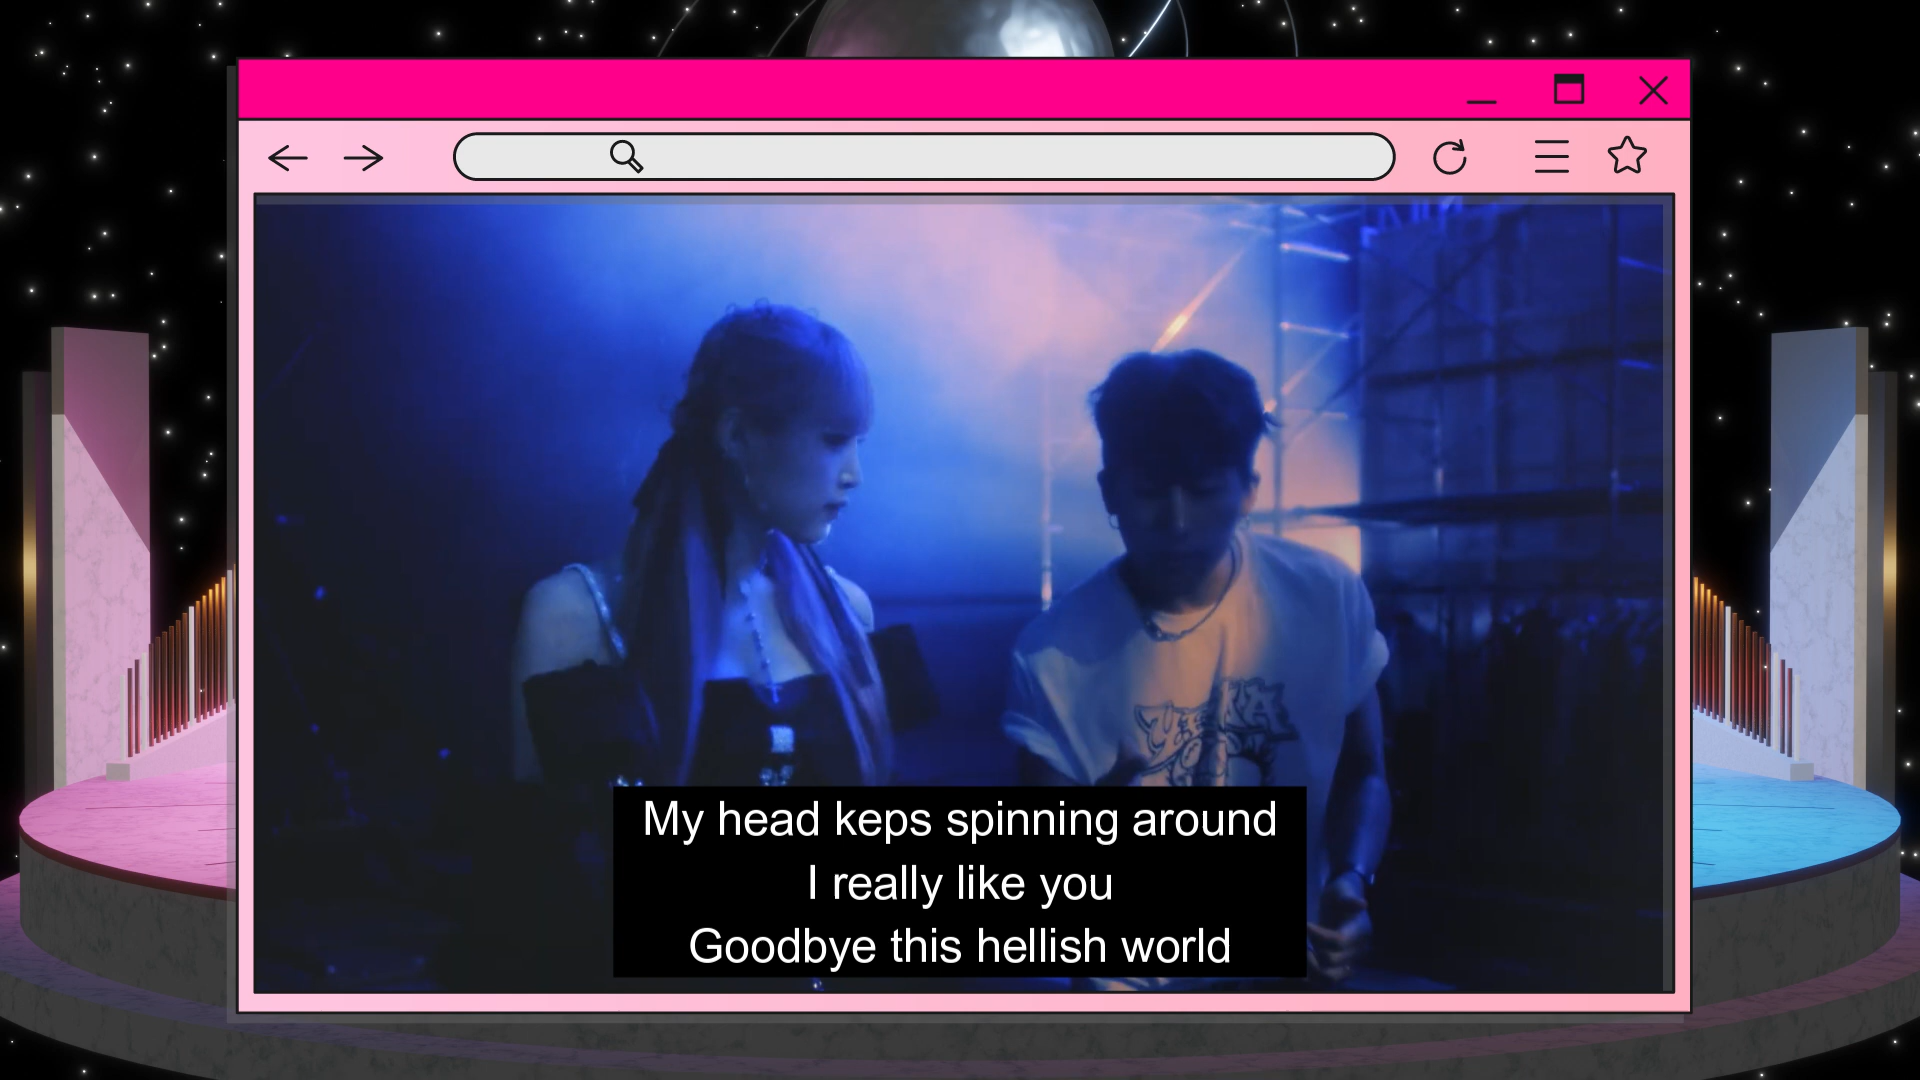 My head keps spinning around
I really like you
Goodbye this hellish world